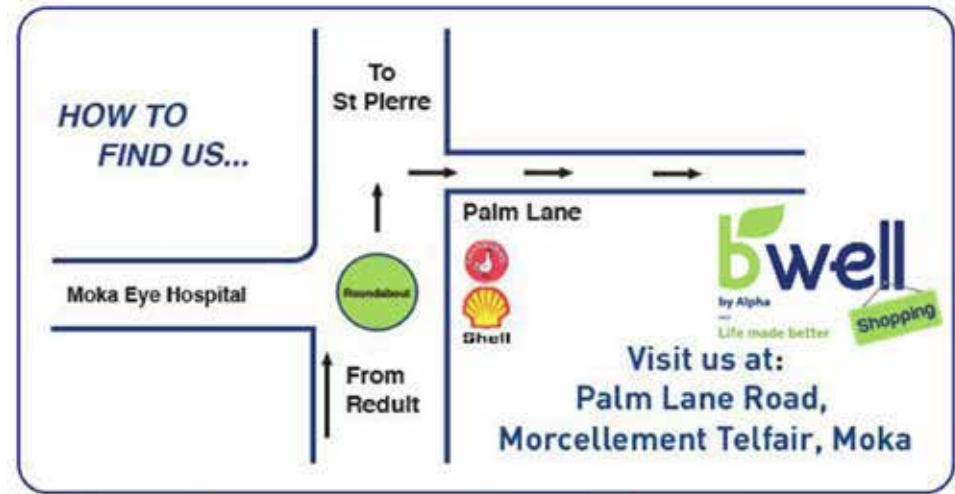 HOW TO
FIND US...
To
St Pierre
Palm Lane
Moka Eye Hospital
Roundabout
Shell
From
Reduit
bwell
by Alpha
Life made better
Shopping
Visit us at:
Palm Lane Road,
Morcellement Telfair, Moka